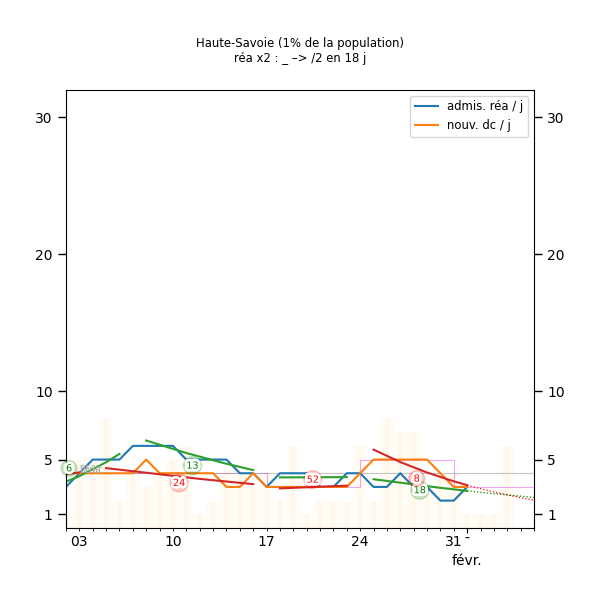 Haute-Savoie (1% de la population)
réa x2 : _ –> /2 en 18 j
admis. réa / j
nouv. dc / j
30 30
20 20
10 10
5 5
1 1
6
13
24
52
8
18
03 10 17 24 31 -
févr.